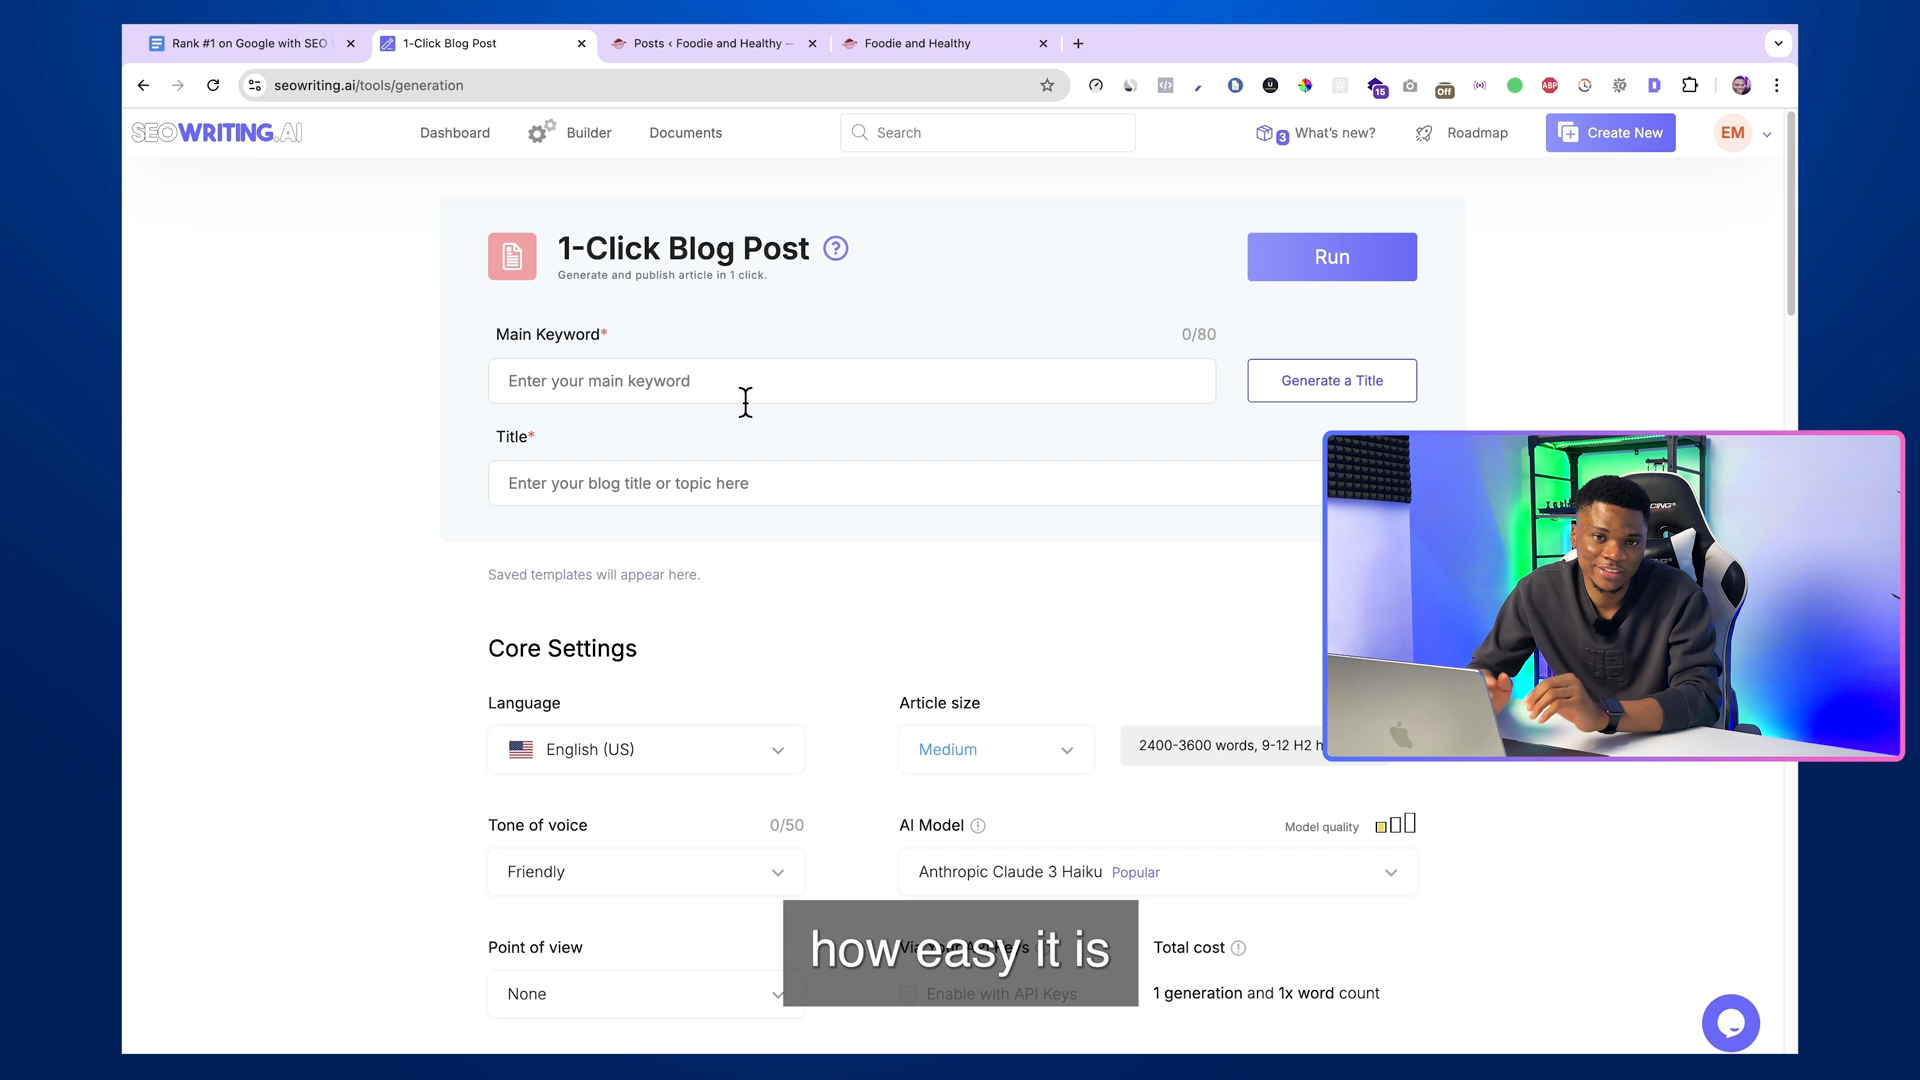 Rank #1 on Google with SEO
1-Click Blog Post
Posts ‹ Foodie and Healthy —
Foodie and Healthy
seowriting.ai/tools/generation
15
Off
ABP
SEOWRITING.AI
Dashboard
Builder
Documents
Search
3
What's new?
Roadmap
Create New
EM
1-Click Blog Post
?
Generate and publish article in 1 click.
Run
Main Keyword*
0/80
Enter your main keyword
Generate a Title
Title*
Enter your blog title or topic here
Saved templates will appear here.
Core Settings
Language
Article size
English (US)
Medium
2400-3600 words, 9-12 H2 h
Tone of voice
0/50
AI Model
Model quality
Friendly
Anthropic Claude 3 Haiku Popular
Point of view
Total cost
how easy it is
None
Enable with API Keys
1 generation and 1x word count